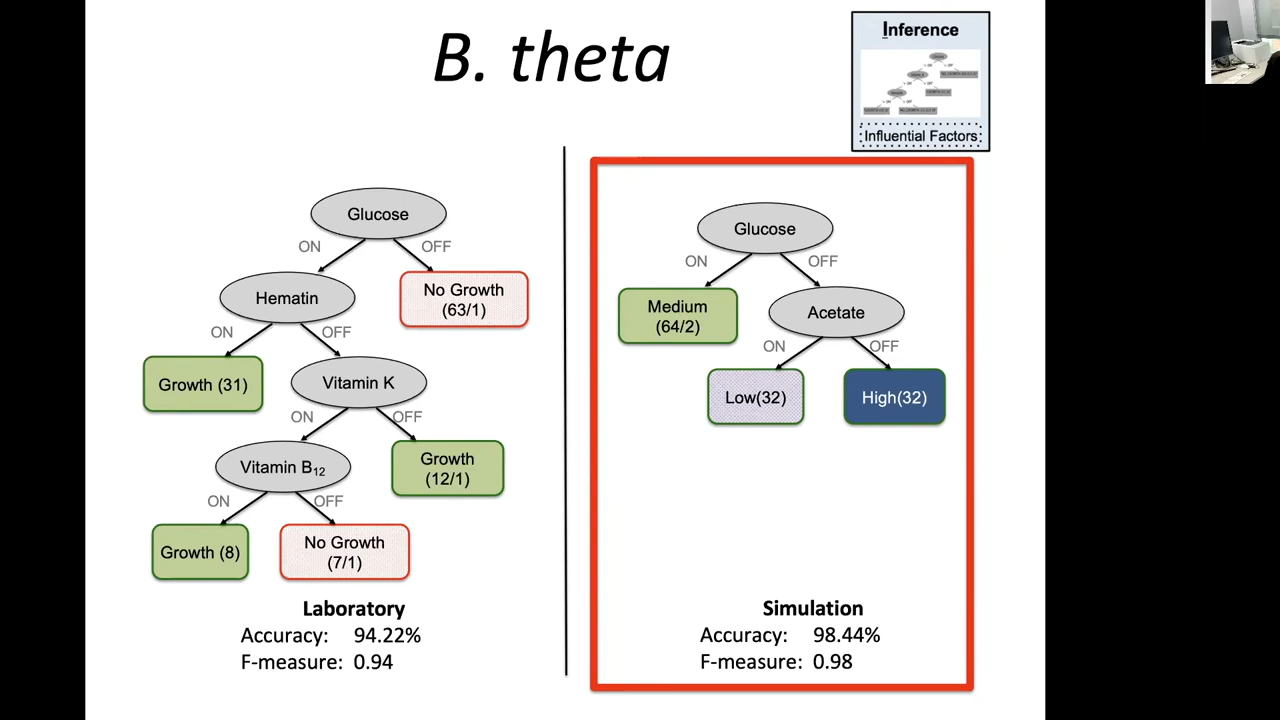 B. theta
Inference
Influential Factors
Glucose
ON
OFF
Hematin
No Growth
(63/1)
ON
OFF
Growth (31)
Vitamin K
ON
OFF
Vitamin B12
Growth
(12/1)
ON
OFF
Growth (8)
No Growth
(7/1)
Laboratory
Accuracy: 94.22%
F-measure: 0.94
Glucose
ON
OFF
Medium
(64/2)
Acetate
ON
OFF
Low(32)
High(32)
Simulation
Accuracy: 98.44%
F-measure: 0.98